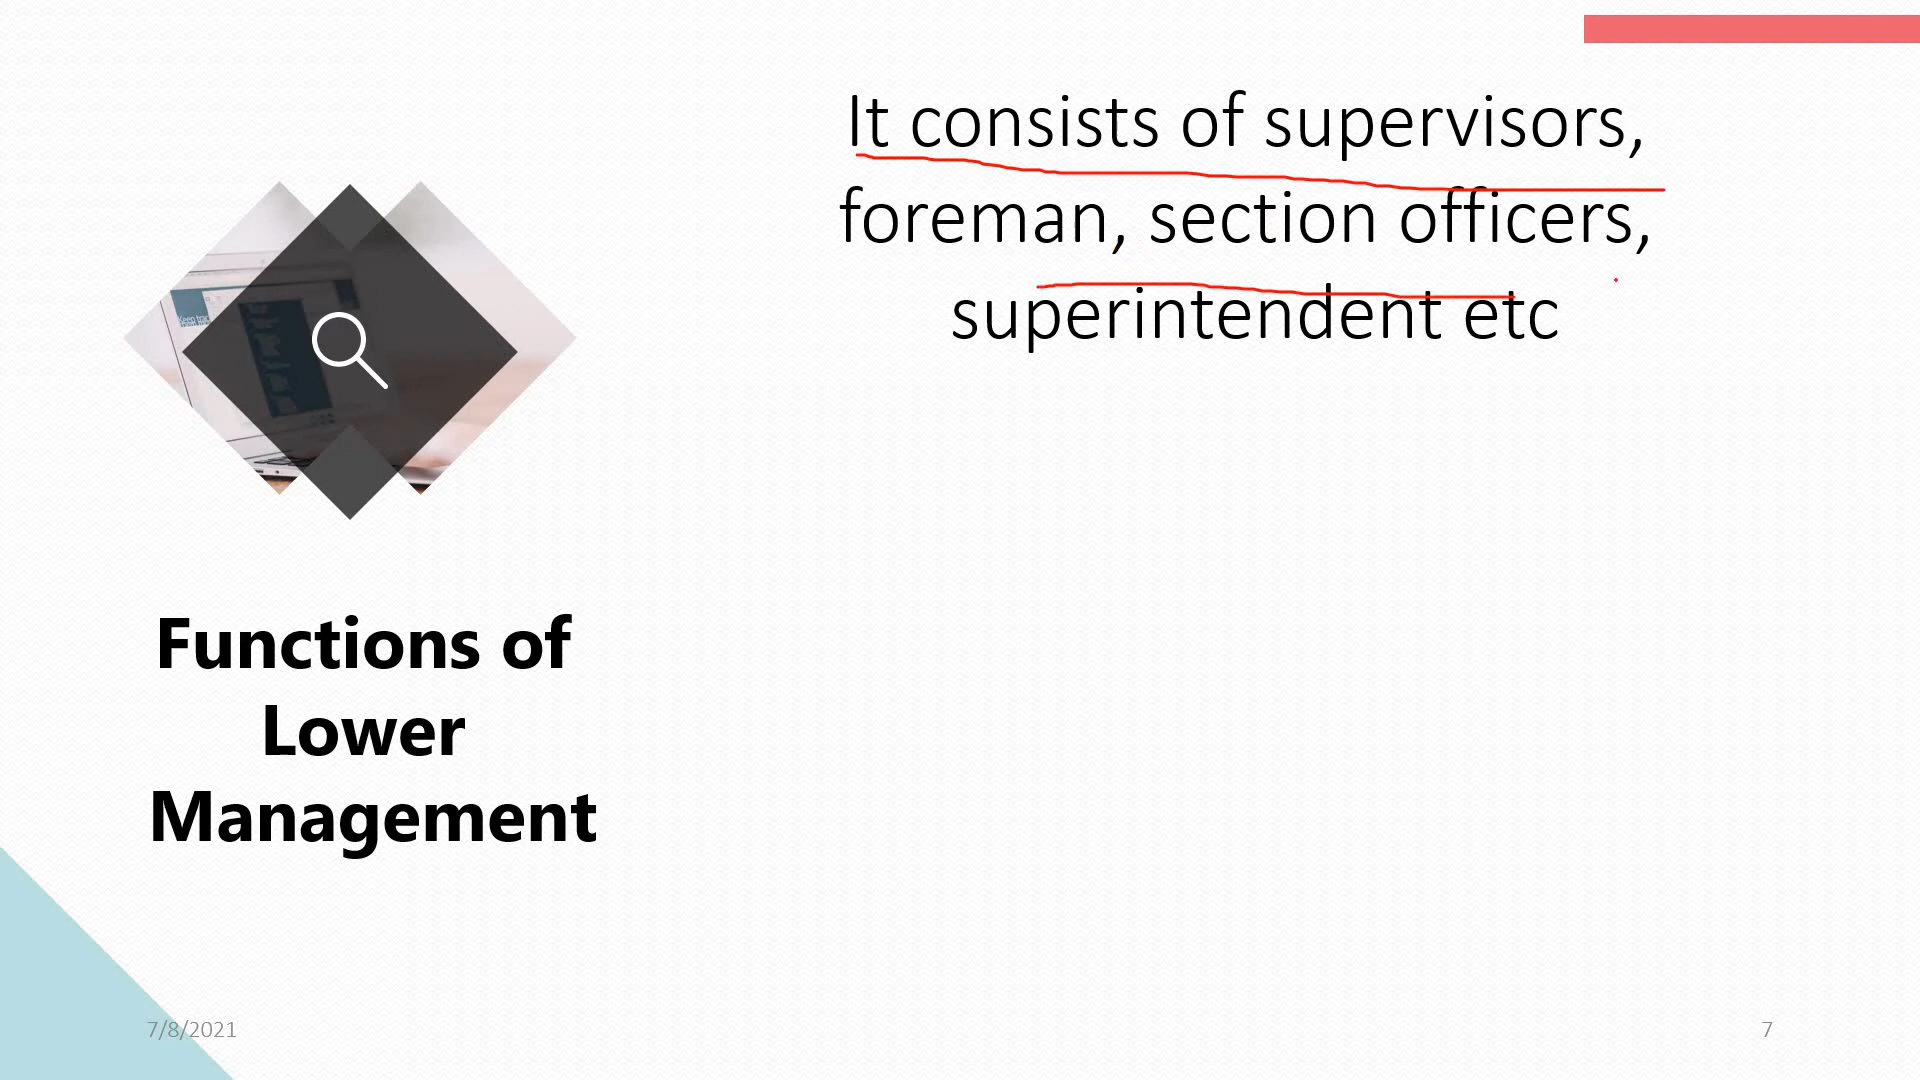 It consists of supervisors,
foreman, section officers,
superintendent etc
Functions of
Lower
Management
7/8/2021
7